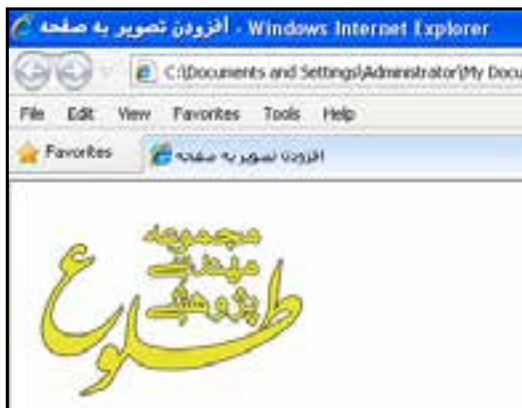 افزودن تصویر به صفحه - Windows Internet Explorer
C:\Documents and Settings\Administrator\My Docu
File Edit View Favorites Tools Help
Favorites افزودن تصویر به صفحه
مجموعه
مهندسی
پژوهشی
طلوع